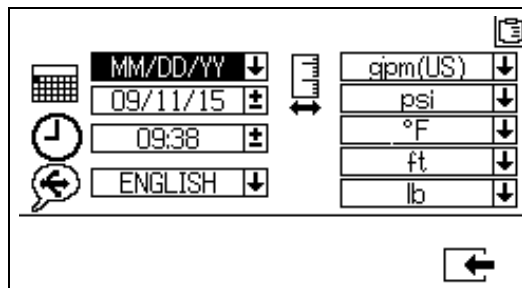 MM/DD/YY
09/11/15
09:38
ENGLISH
gpm(US)
psi
°F
ft
lb